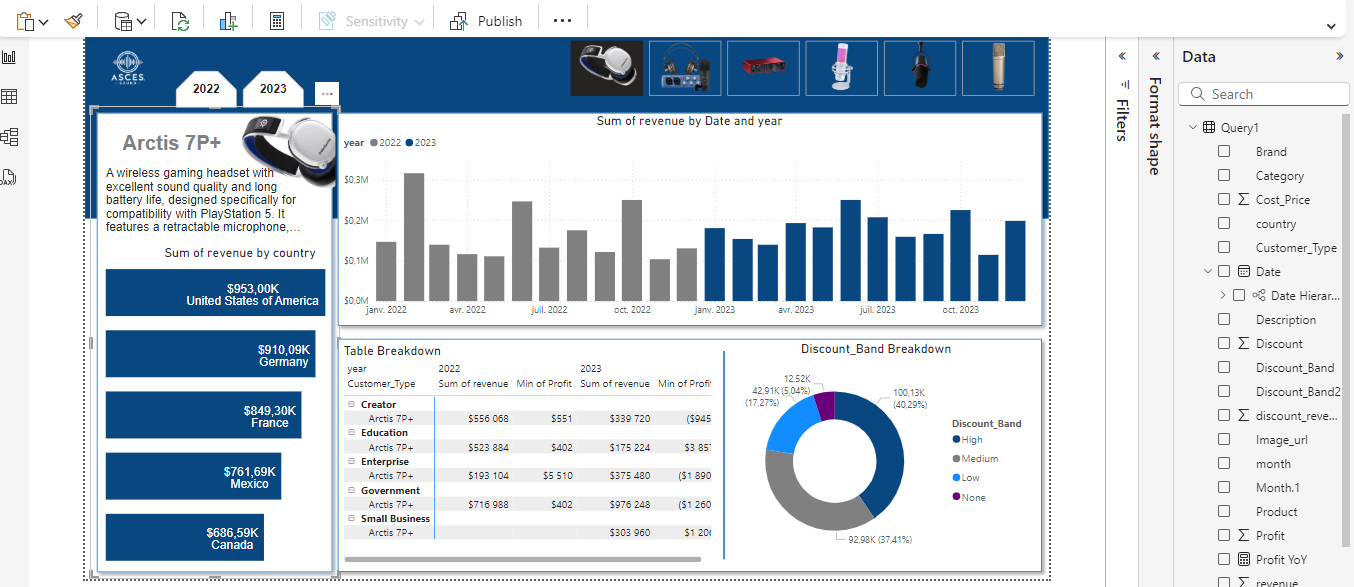 Sensitivity
Publish
ASCES
SOUND
2022
2023
Data
Search
Filters
Format shape
Arctis 7P+
A wireless gaming headset with
excellent sound quality and long
battery life, designed specifically for
compatibility with PlayStation 5. It
features a retractable microphone,...
Sum of revenue by country
$953,00K
United States of America
$910,09K
Germany
$849,30K
France
$761,69K
Mexico
$686,59K
Canada
Sum of revenue by Date and year
year 2022 2023
$0,3M
$0,2M
$0,1M
$0,0M
janv. 2022 avr. 2022 juil. 2022 oct. 2022 janv. 2023 avr. 2023 juil. 2023 oct. 2023
Table Breakdown
year 2022 2023
Customer_Type Sum of revenue Min of Profit Sum of revenue Min of Profit
Creator
Arctis 7P+ $556 068 $551 $339 720 ($945
Education
Arctis 7P+ $523 884 $402 $175 224 $3 857
Enterprise
Arctis 7P+ $193 104 $5 510 $375 480 ($1 890
Government
Arctis 7P+ $716 988 $402 $976 248 ($1 260
Small Business
Arctis 7P+ $303 960 $1 206
Discount_Band Breakdown
12,52K
(5,04%)
42,91K
(17,27%)
100,13K
(40,29%)
92,98K (37,41%)
Discount_Band
High
Medium
Low
None
Query1
Brand
Category
Cost_Price
country
Customer_Type
Date
Date Hierar...
Description
Discount
Discount_Band
Discount_Band2
discount_reve...
Image_url
month
Month.1
Product
Profit
Profit YoY
revenue